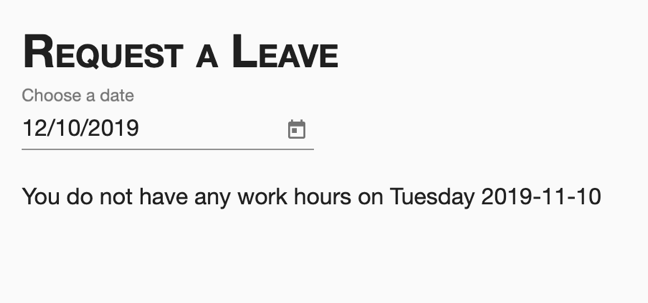 Request a Leave
Choose a date
12/10/2019
You do not have any work hours on Tuesday 2019-11-10